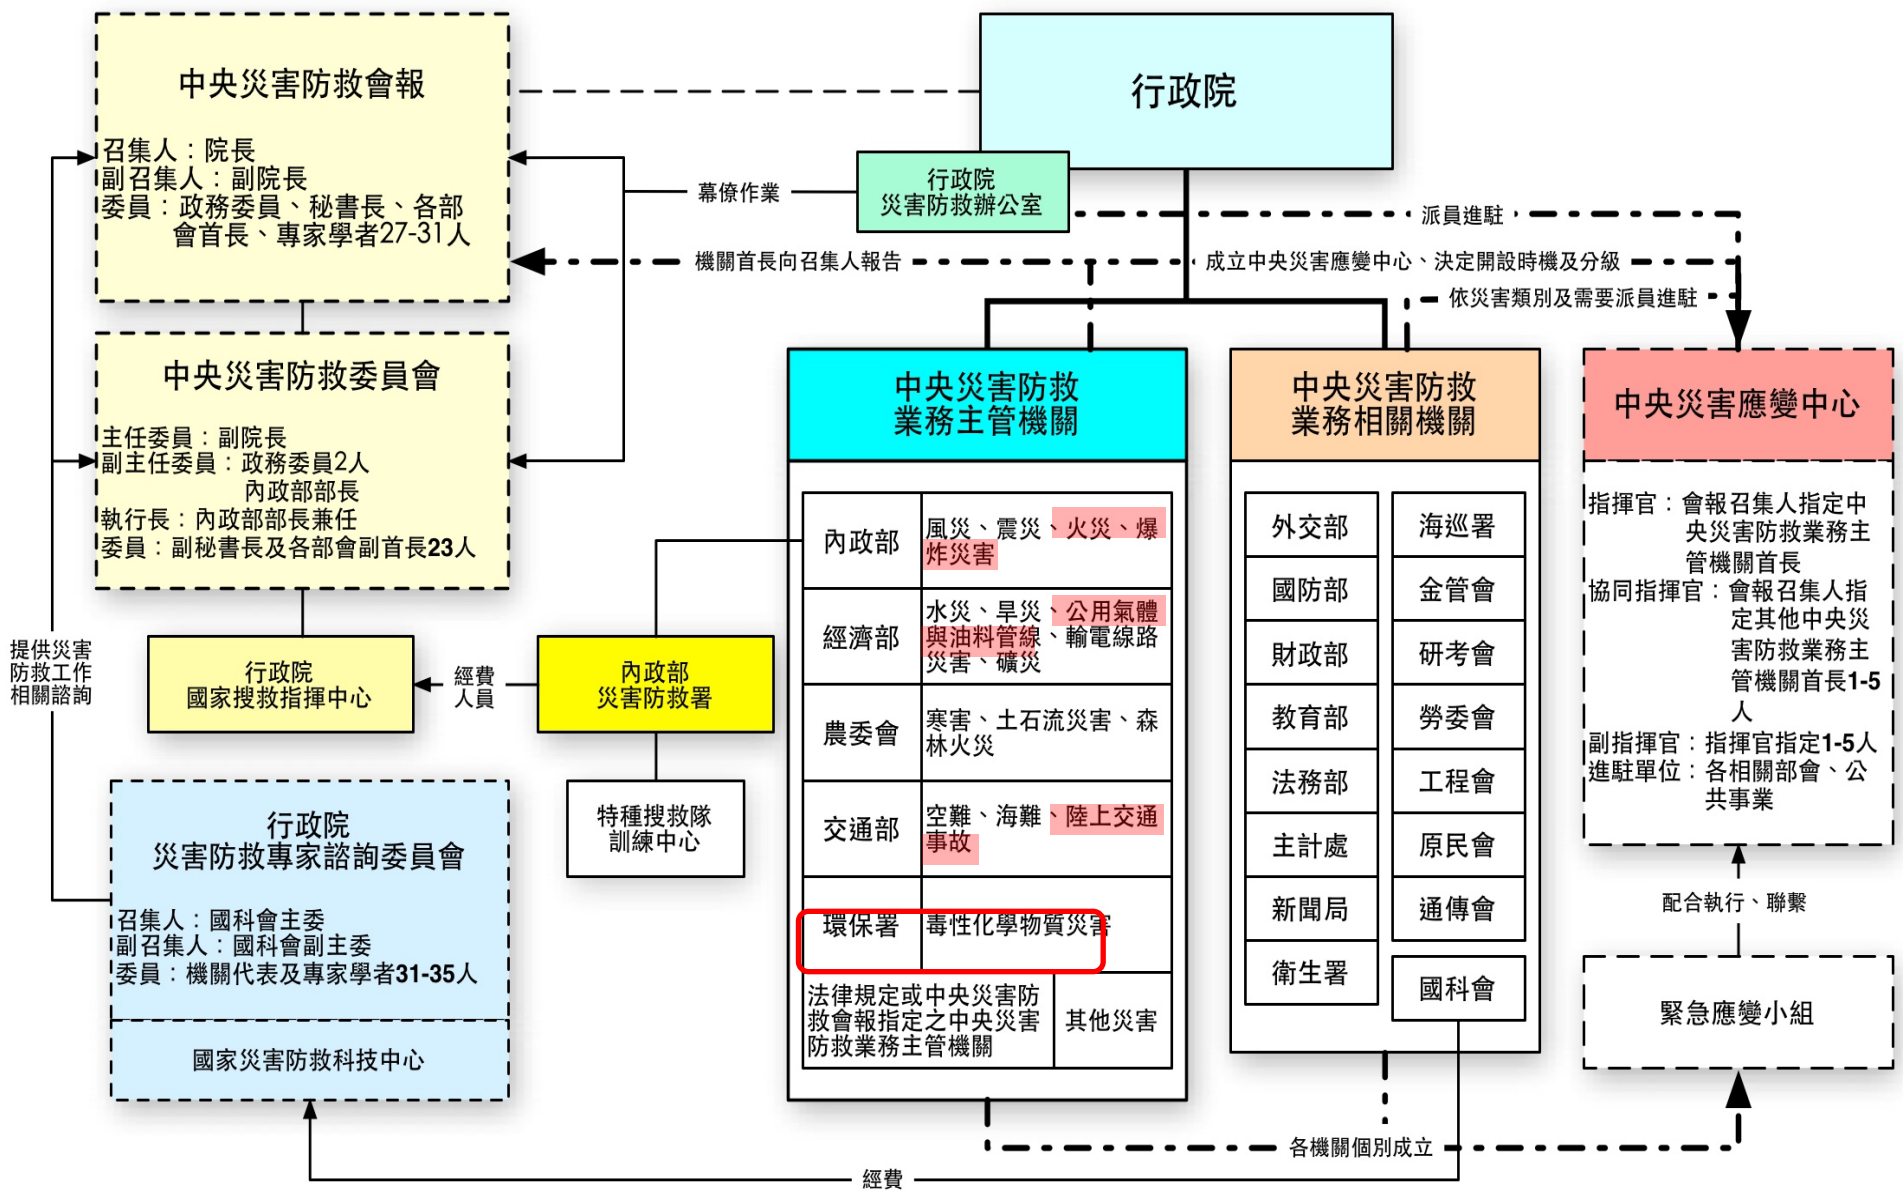 中央災害防救會報
召集人：院長
副召集人：副院長
委員：政務委員、秘書長、各部
會首長、專家學者27-31人
行政院
行政院
災害防救辦公室
幕僚作業
派員進駐
機關首長向召集人報告
成立中央災害應變中心、決定開設時機及分級
依災害類別及需要派員進駐
中央災害防救委員會
主任委員：副院長
副主任委員：政務委員2人
內政部部長
執行長：內政部部長兼任
委員：副秘書長及各部會副首長23人
行政院
國家搜救指揮中心
經費
人員
內政部
災害防救署
特種搜救隊
訓練中心
提供災害
防救工作
相關諮詢
行政院
災害防救專家諮詢委員會
召集人：國科會主委
副召集人：國科會副主委
委員：機關代表及專家學者31-35人
國家災害防救科技中心
中央災害防救
業務主管機關
內政部
風災、震災、火災、爆
炸災害
經濟部
水災、旱災、公用氣體
與油料管線、輸電線路
災害、礦災
農委會
寒害、土石流災害、森
林火災
交通部
空難、海難、陸上交通
事故
環保署
毒性化學物質災害
法律規定或中央災害防
救會報指定之中央災害
防救業務主管機關
其他災害
中央災害防救
業務相關機關
外交部
海巡署
國防部
金管會
財政部
研考會
教育部
勞委會
法務部
工程會
主計處
原民會
新聞局
通傳會
衛生署
國科會
中央災害應變中心
指揮官：會報召集人指定中
央災害防救業務主
管機關首長
協同指揮官：會報召集人指
定其他中央災
害防救業務主
管機關首長1-5
人
副指揮官：指揮官指定1-5人
進駐單位：各相關部會、公
共事業
配合執行、聯繫
緊急應變小組
各機關個別成立
經費